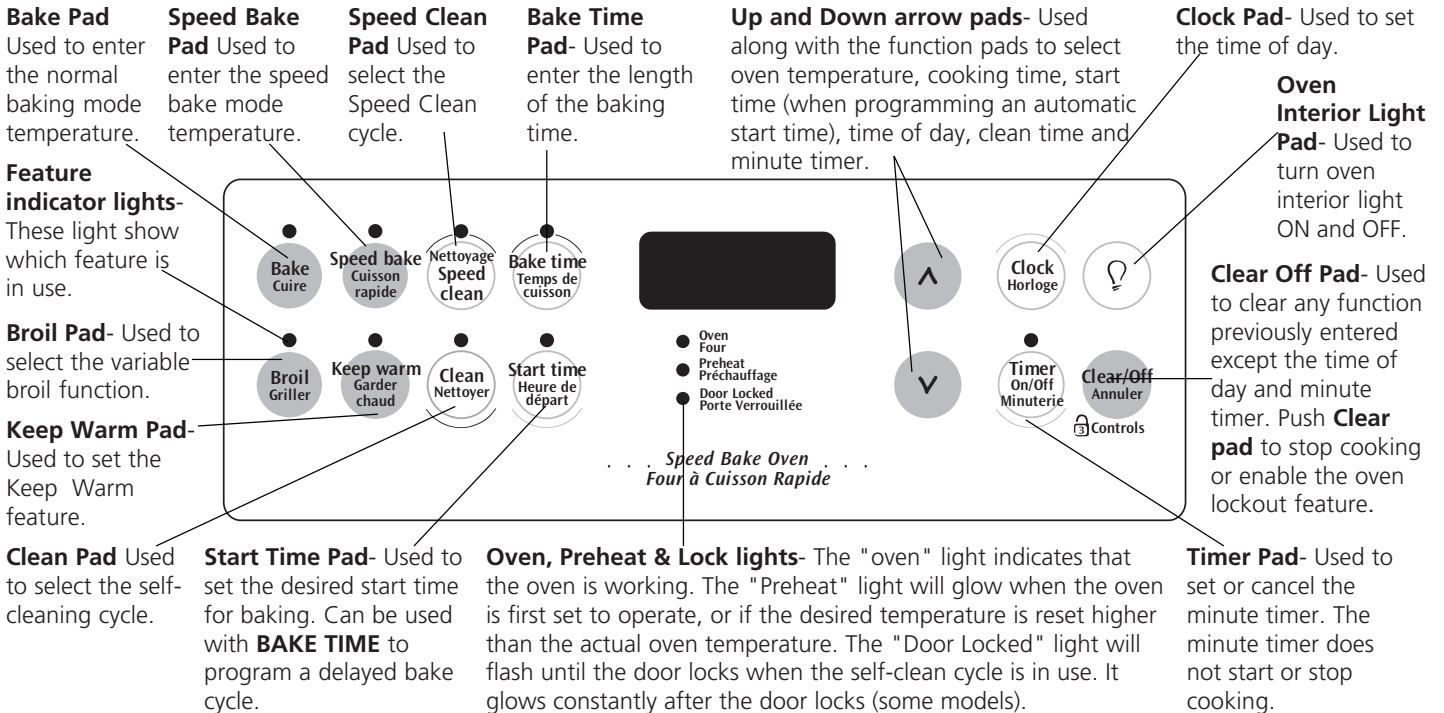 Bake Pad
Used to enter
the normal
baking mode
temperature.
Speed Bake
Pad Used to
enter the speed
bake mode
temperature.
Speed Clean
Pad Used to
select the
Speed Clean
cycle.
Bake Time
Pad- Used to
enter the length
of the baking
time.
Up and Down arrow pads- Used
along with the function pads to select
oven temperature, cooking time, start
time (when programming an automatic
start time), time of day, clean time and
minute timer.
Clock Pad- Used to set
the time of day.
Oven
Interior Light
Pad- Used to
turn oven
interior light
ON and OFF.
Feature
indicator lights-
These light show
which feature is
in use.
Broil Pad- Used to
select the variable
broil function.
Keep Warm Pad-
Used to set the
Keep Warm
feature.
Bake
Cuire
Speed bake
Cuisson
rapide
Nettoyage
Speed
clean
Bake time
Temps de
cuisson
Clock
Horloge
Broil
Griller
Keep warm
Garder
chaud
Clean
Nettoyer
Start time
Heure de
départ
Oven
Four
Preheat
Préchauffage
Door Locked
Porte Verrouillée
Timer
On/Off
Minuterie
Clear/Off
Annuler
3 Controls
. . . Speed Bake Oven . . .
Four à Cuisson Rapide
Clear Off Pad- Used
to clear any function
previously entered
except the time of
day and minute
timer. Push Clear
pad to stop cooking
or enable the oven
lockout feature.
Clean Pad Used
to select the self-
cleaning cycle.
Start Time Pad- Used to
set the desired start time
for baking. Can be used
with BAKE TIME to
program a delayed bake
cycle.
Oven, Preheat & Lock lights- The "oven" light indicates that
the oven is working. The "Preheat" light will glow when the oven
is first set to operate, or if the desired temperature is reset higher
than the actual oven temperature. The "Door Locked" light will
flash until the door locks when the self-clean cycle is in use. It
glows constantly after the door locks (some models).
Timer Pad- Used to
set or cancel the
minute timer. The
minute timer does
not start or stop
cooking.